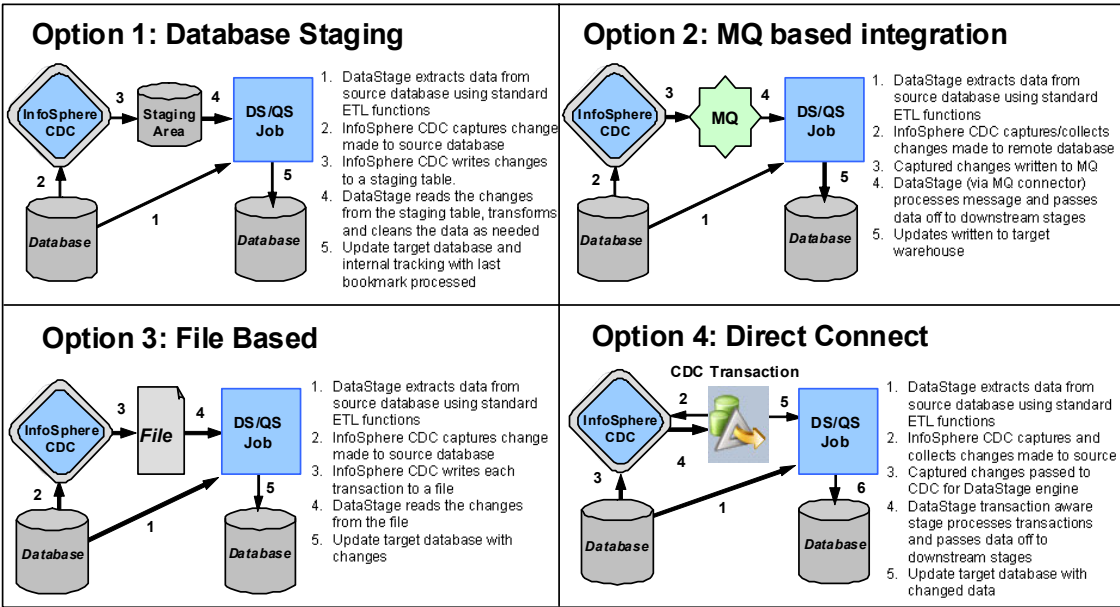 Option 1: Database Staging
InfoSphere
CDC
3
Staging
Area
4
DS/QS
Job
2
1
5
Database
Database
1. DataStage extracts data from
source database using standard
ETL functions
2. InfoSphere CDC captures change
made to source database
3. InfoSphere CDC writes changes
to a staging table.
4. DataStage reads the changes
from the staging table, transforms
and cleans the data as needed
5. Update target database and
internal tracking with last
bookmark processed
Option 2: MQ based integration
InfoSphere
CDC
3
MQ
4
DS/QS
Job
2
1
5
Database
Database
1. DataStage extracts data from
source database using standard
ETL functions
2. InfoSphere CDC captures/collects
changes made to remote database
3. Captured changes written to MQ
4. DataStage (via MQ connector)
processes message and passes
data off to downstream stages
5. Updates written to target
warehouse
Option 3: File Based
InfoSphere
CDC
3
File
4
DS/QS
Job
2
1
5
Database
Database
1. DataStage extracts data from
source database using standard
ETL functions
2. InfoSphere CDC captures change
made to source database
3. InfoSphere CDC writes each
transaction to a file
4. DataStage reads the changes
from the file
5. Update target database with
changes
Option 4: Direct Connect
CDC Transaction
InfoSphere
CDC
2
5
4
DS/QS
Job
3
1
6
Database
Database
1. DataStage extracts data from
source database using standard
ETL functions
2. InfoSphere CDC captures and
collects changes made to source
3. Captured changes passed to
CDC for DataStage engine
4. DataStage transaction aware
stage processes transactions
and passes data off to
downstream stages
5. Update target database with
changed data